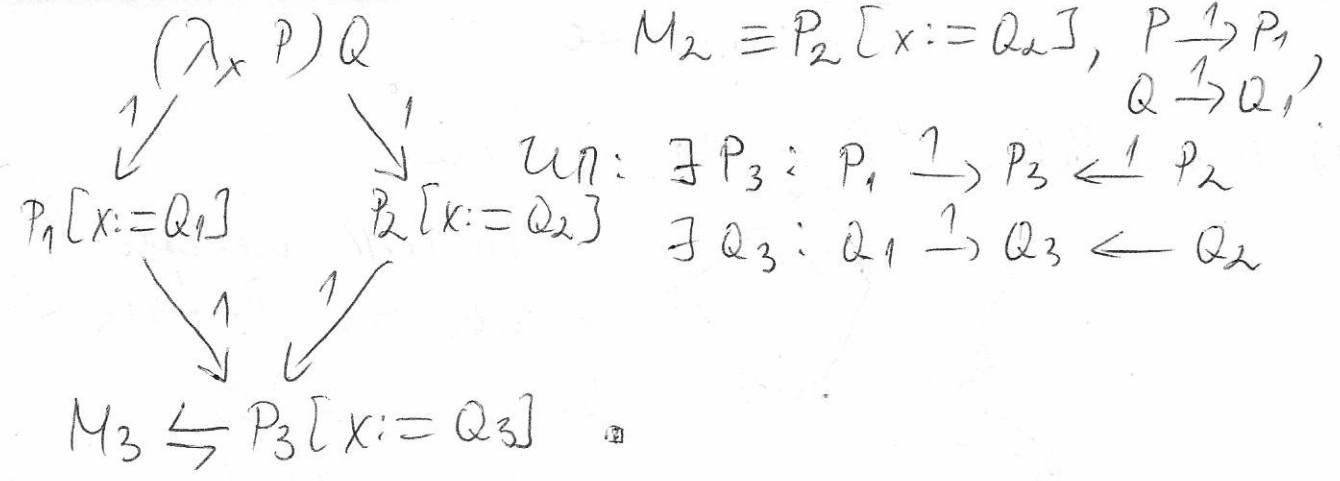 (λ_x P) Q
M₂ ≡ P₂ [x := Q₂], P →¹ P₁,
Q →¹ Q₁,
1 1
ИП: ∃ P₃ : P₁ →¹ P₃ ←¹ P₂
P₁ [x := Q₁] P₂ [x := Q₂]
∃ Q₃ : Q₁ →¹ Q₃ ← Q₂
1 1
M₃ ⇆ P₃ [x := Q₃]